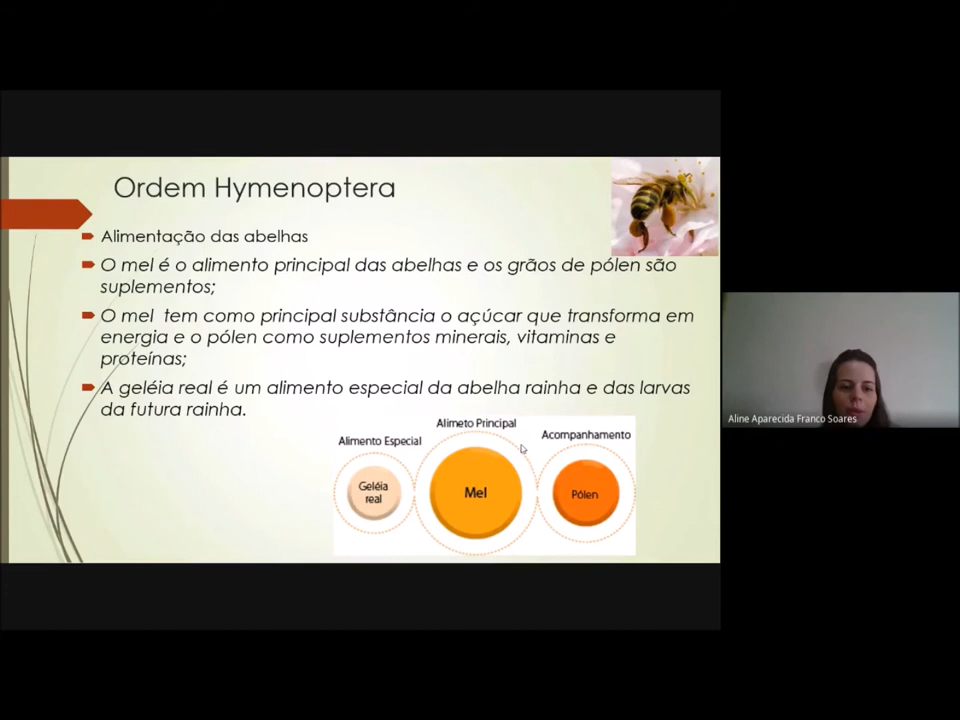 Ordem Hymenoptera
Alimentação das abelhas
O mel é o alimento principal das abelhas e os grãos de pólen são
suplementos;
O mel tem como principal substância o açúcar que transforma em
energia e o pólen como suplementos minerais, vitaminas e
proteínas;
A geléia real é um alimento especial da abelha rainha e das larvas
da futura rainha.
Alimento Especial
Alimeto Principal
Acompanhamento
Geléia
real
Mel
Pólen
Aline Aparecida Franco Soares